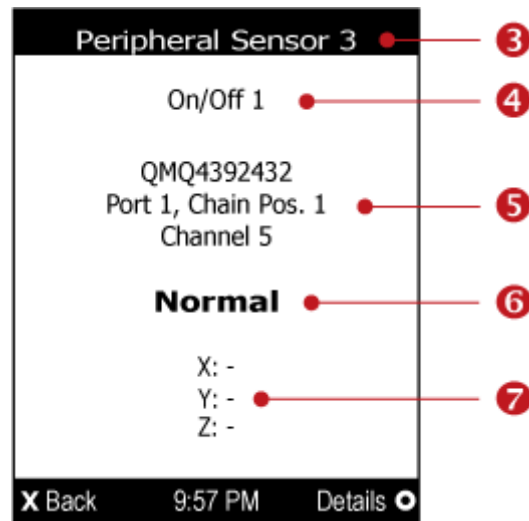 Peripheral Sensor 3
3
On/Off 1
4
QMQ4392432
Port 1, Chain Pos. 1
5
Channel 5
Normal
6
X: -
Y: -
7
Z: -
X Back 9:57 PM Details O